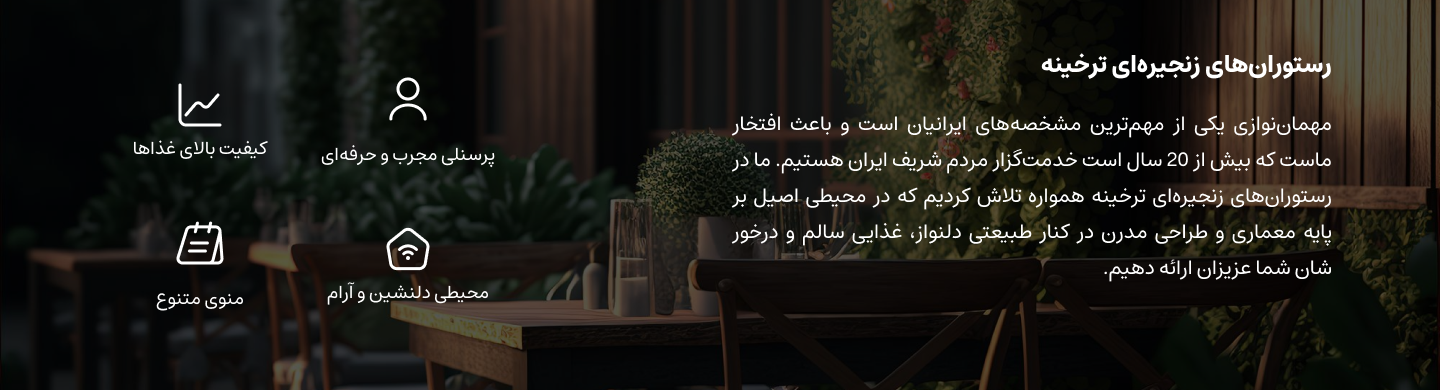 رستوران‌های زنجیره‌ای ترخینه
مهمان‌نوازی یکی از مهم‌ترین مشخصه‌های ایرانیان است و باعث افتخار
ماست که بیش از 20 سال است خدمت‌گزار مردم شریف ایران هستیم. ما در
رستوران‌های زنجیره‌ای ترخینه همواره تلاش کردیم که در محیطی اصیل بر
پایه معماری و طراحی مدرن در کنار طبیعتی دلنواز، غذایی سالم و درخور
شان شما عزیزان ارائه دهیم.
پرسنلی مجرب و حرفه‌ای
کیفیت بالای غذاها
محیطی دلنشین و آرام
منوی متنوع